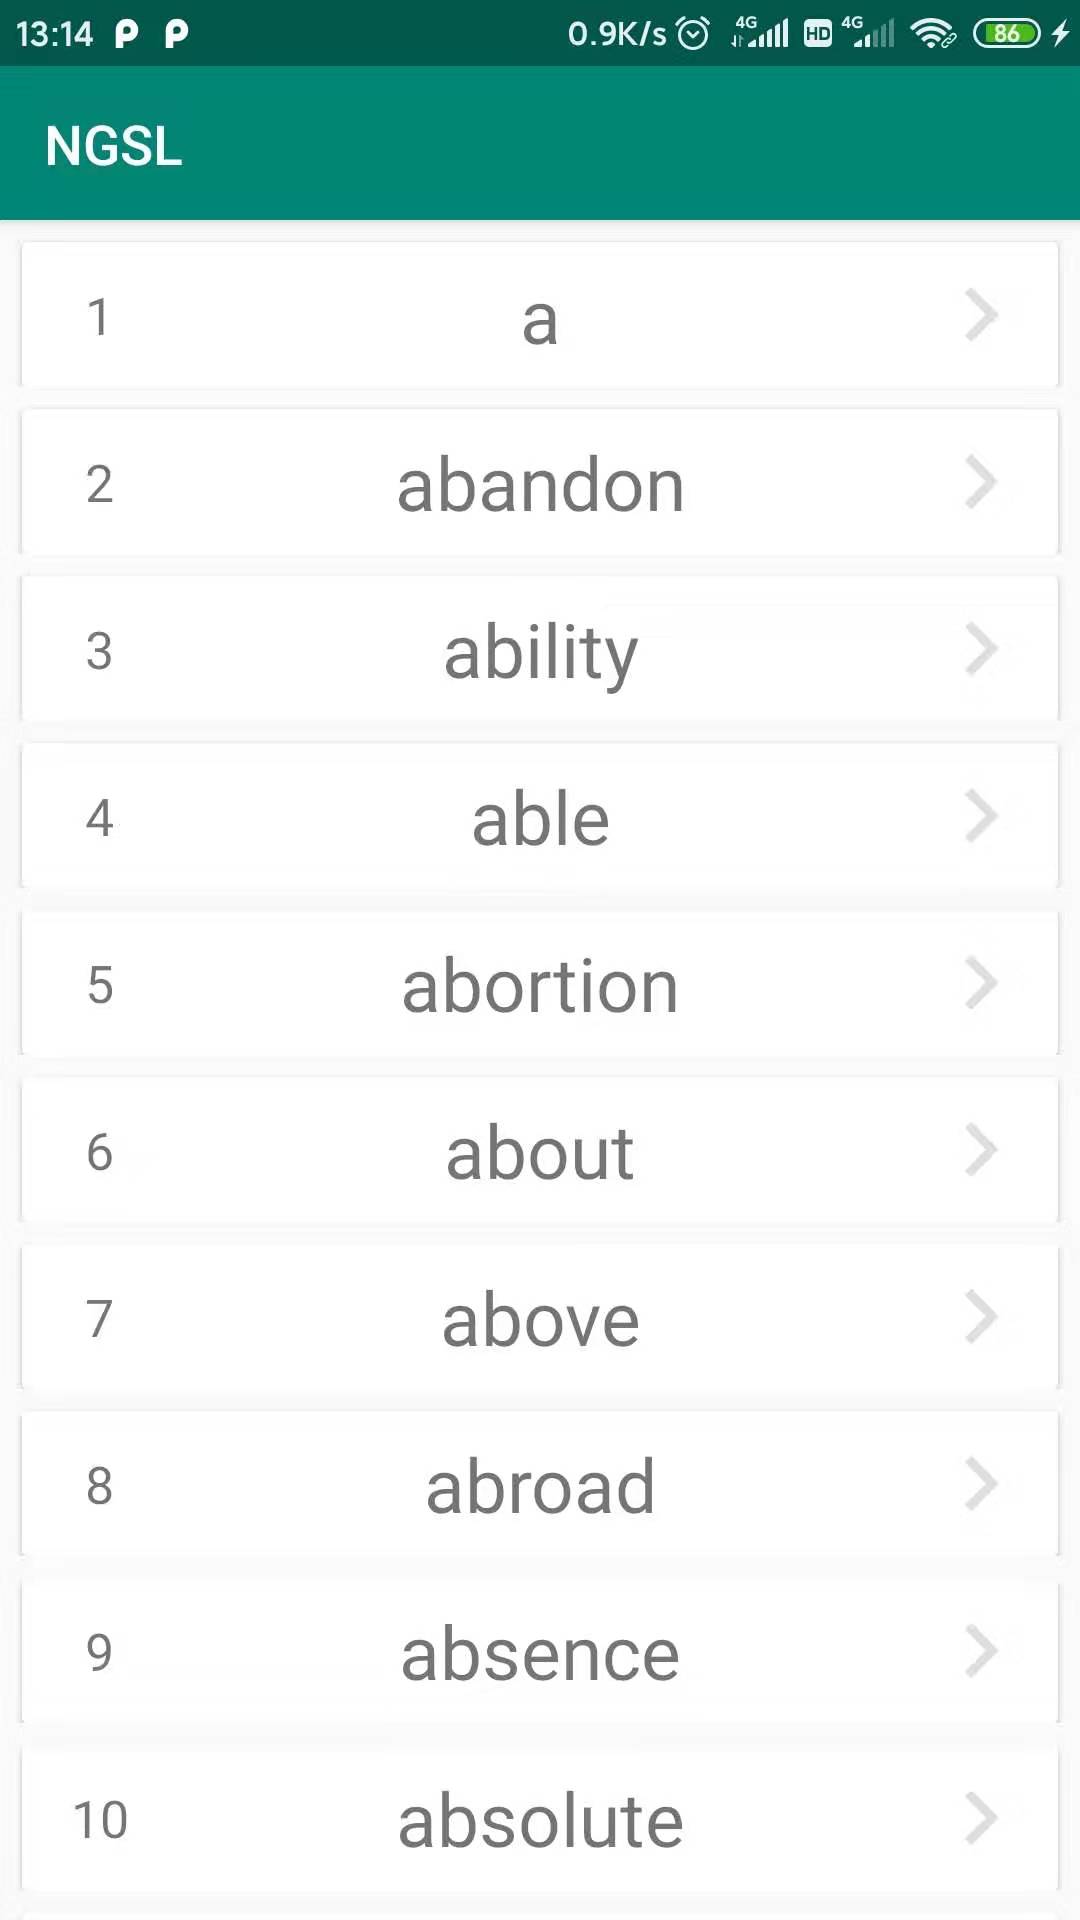 13:14 P P 0.9K/s 4G HD 4G 86
NGSL
1 a
2 abandon
3 ability
4 able
5 abortion
6 about
7 above
8 abroad
9 absence
10 absolute